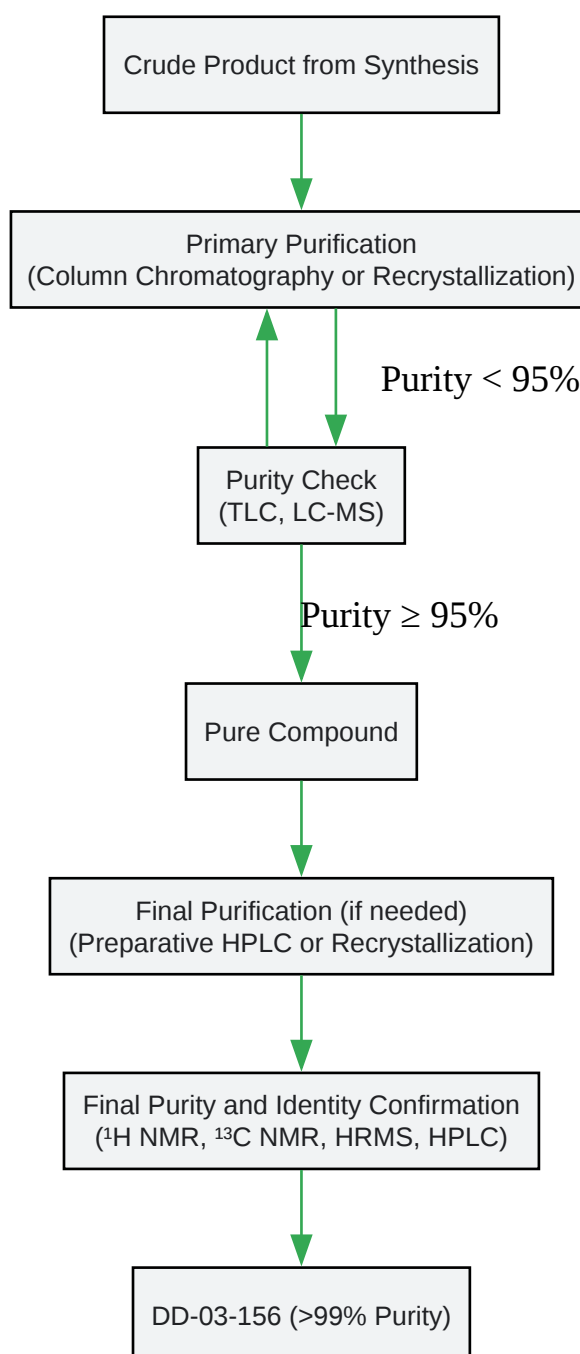 Crude Product from Synthesis
Primary Purification
(Column Chromatography or Recrystallization)
Purity < 95%
Purity Check
(TLC, LC-MS)
Purity ≥ 95%
Pure Compound
Final Purification (if needed)
(Preparative HPLC or Recrystallization)
Final Purity and Identity Confirmation
(¹H NMR, ¹³C NMR, HRMS, HPLC)
DD-03-156 (>99% Purity)